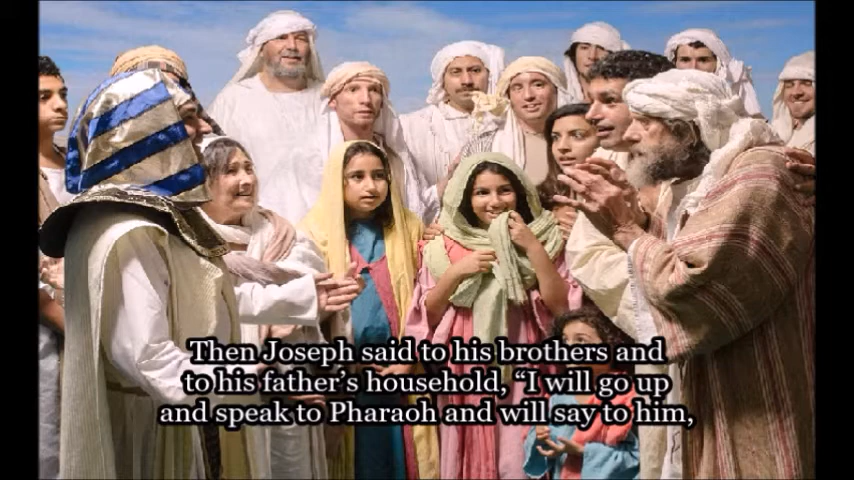 Then Joseph said to his brothers and
to his father’s household, “I will go up
and speak to Pharaoh and will say to him,